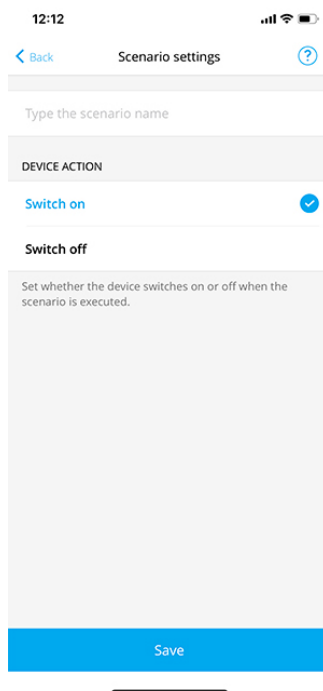 12:12
Back
Scenario settings
?
Type the scenario name
DEVICE ACTION
Switch on
Switch off
Set whether the device switches on or off when the
scenario is executed.
Save